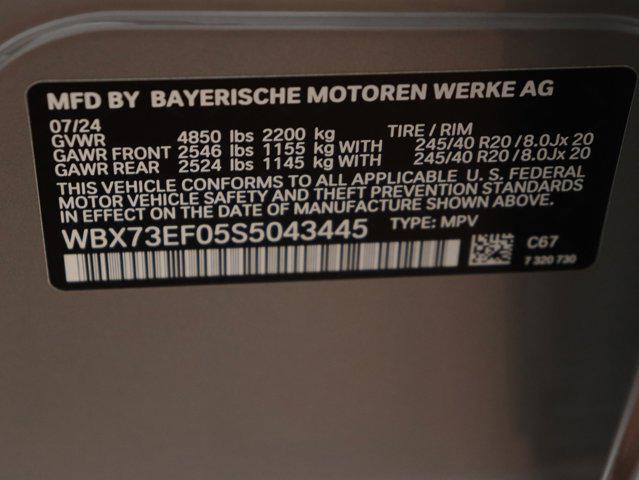 MFD BY BAYERISCHE MOTOREN WERKE AG
07/24
GVWR 4850 lbs 2200 kg TIRE / RIM
GAWR FRONT 2546 lbs 1155 kg WITH 245/40 R20 /8.0Jx 20
GAWR REAR 2524 lbs 1145 kg WITH 245/40 R20 /8.0Jx 20
THIS VEHICLE CONFORMS TO ALL APPLICABLE U. S. FEDERAL
MOTOR VEHICLE SAFETY AND THEFT PREVENTION STANDARDS
IN EFFECT ON THE DATE OF MANUFACTURE SHOWN ABOVE.
WBX73EF05S5043445 TYPE: MPV
C67
7 320 730